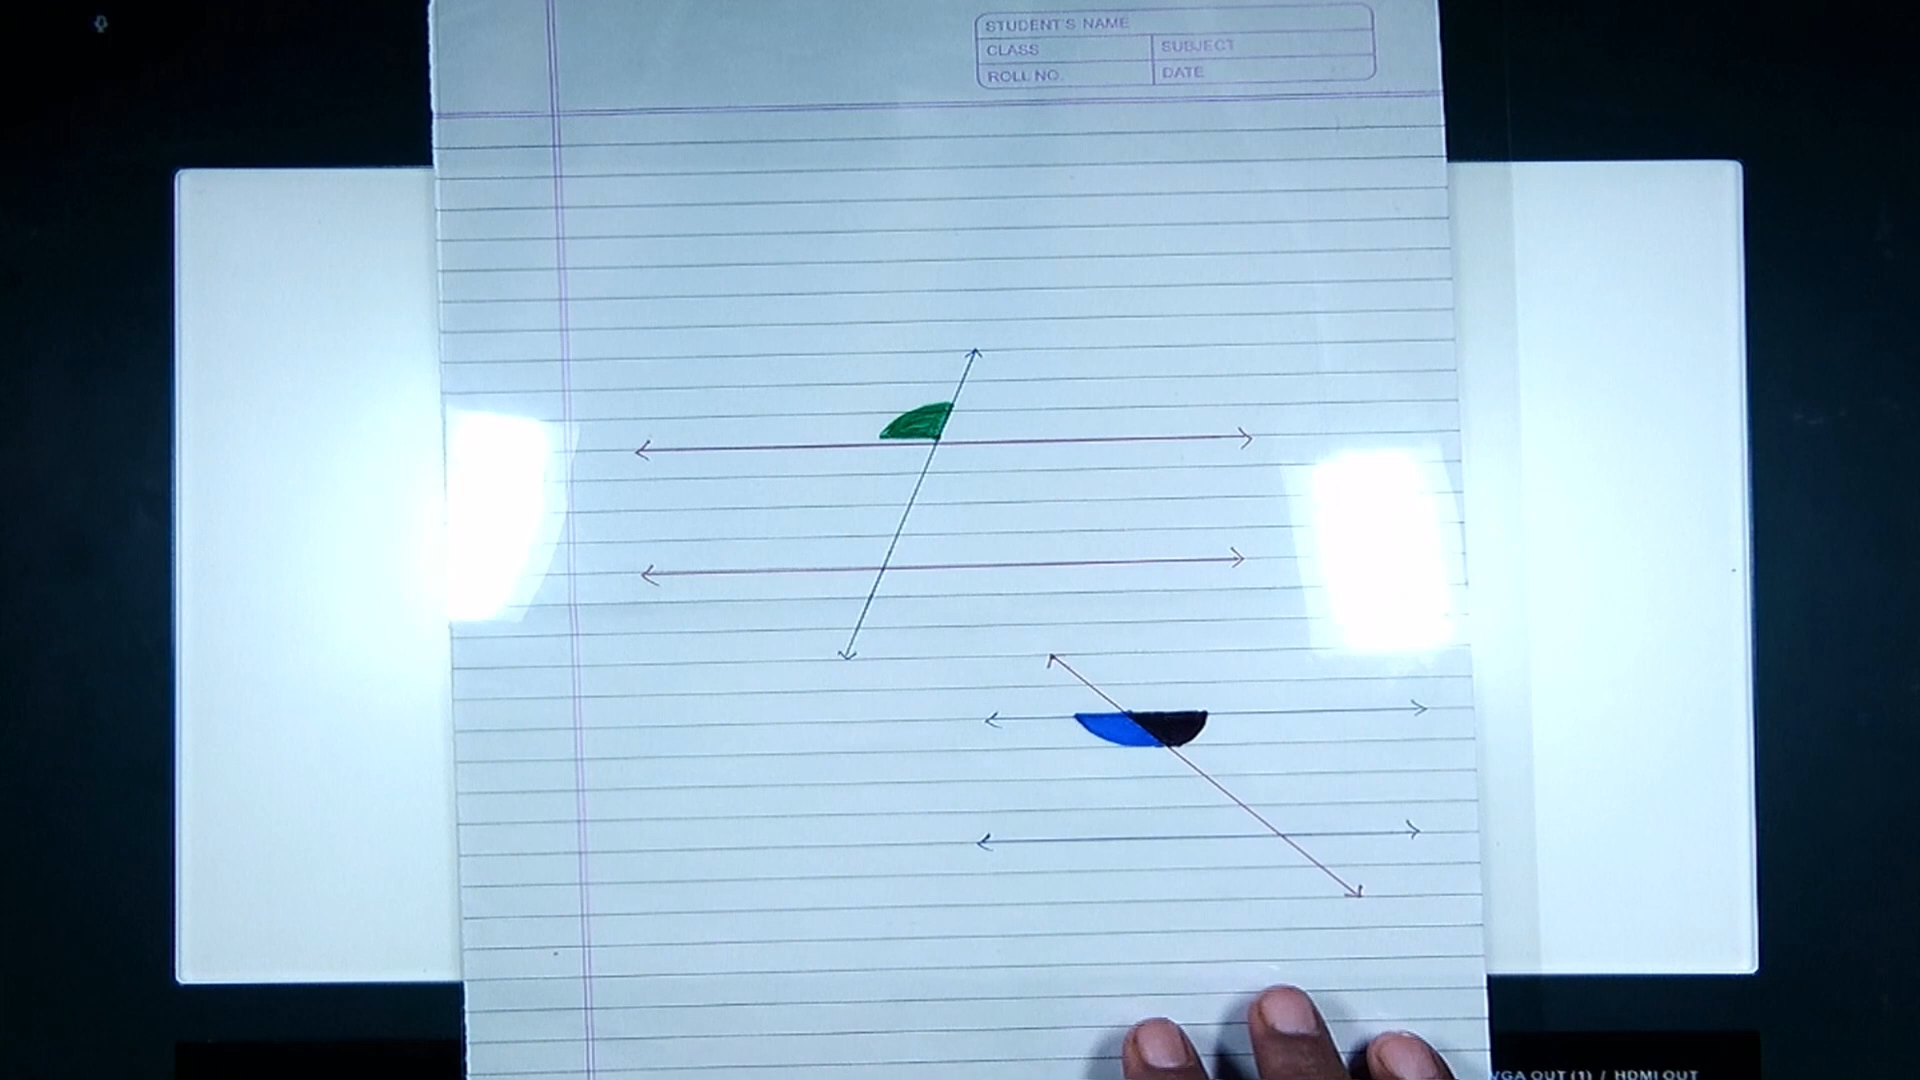 STUDENT'S NAME
CLASS SUBJECT
ROLL NO. DATE
VGA OUT (1) / HDMI OUT